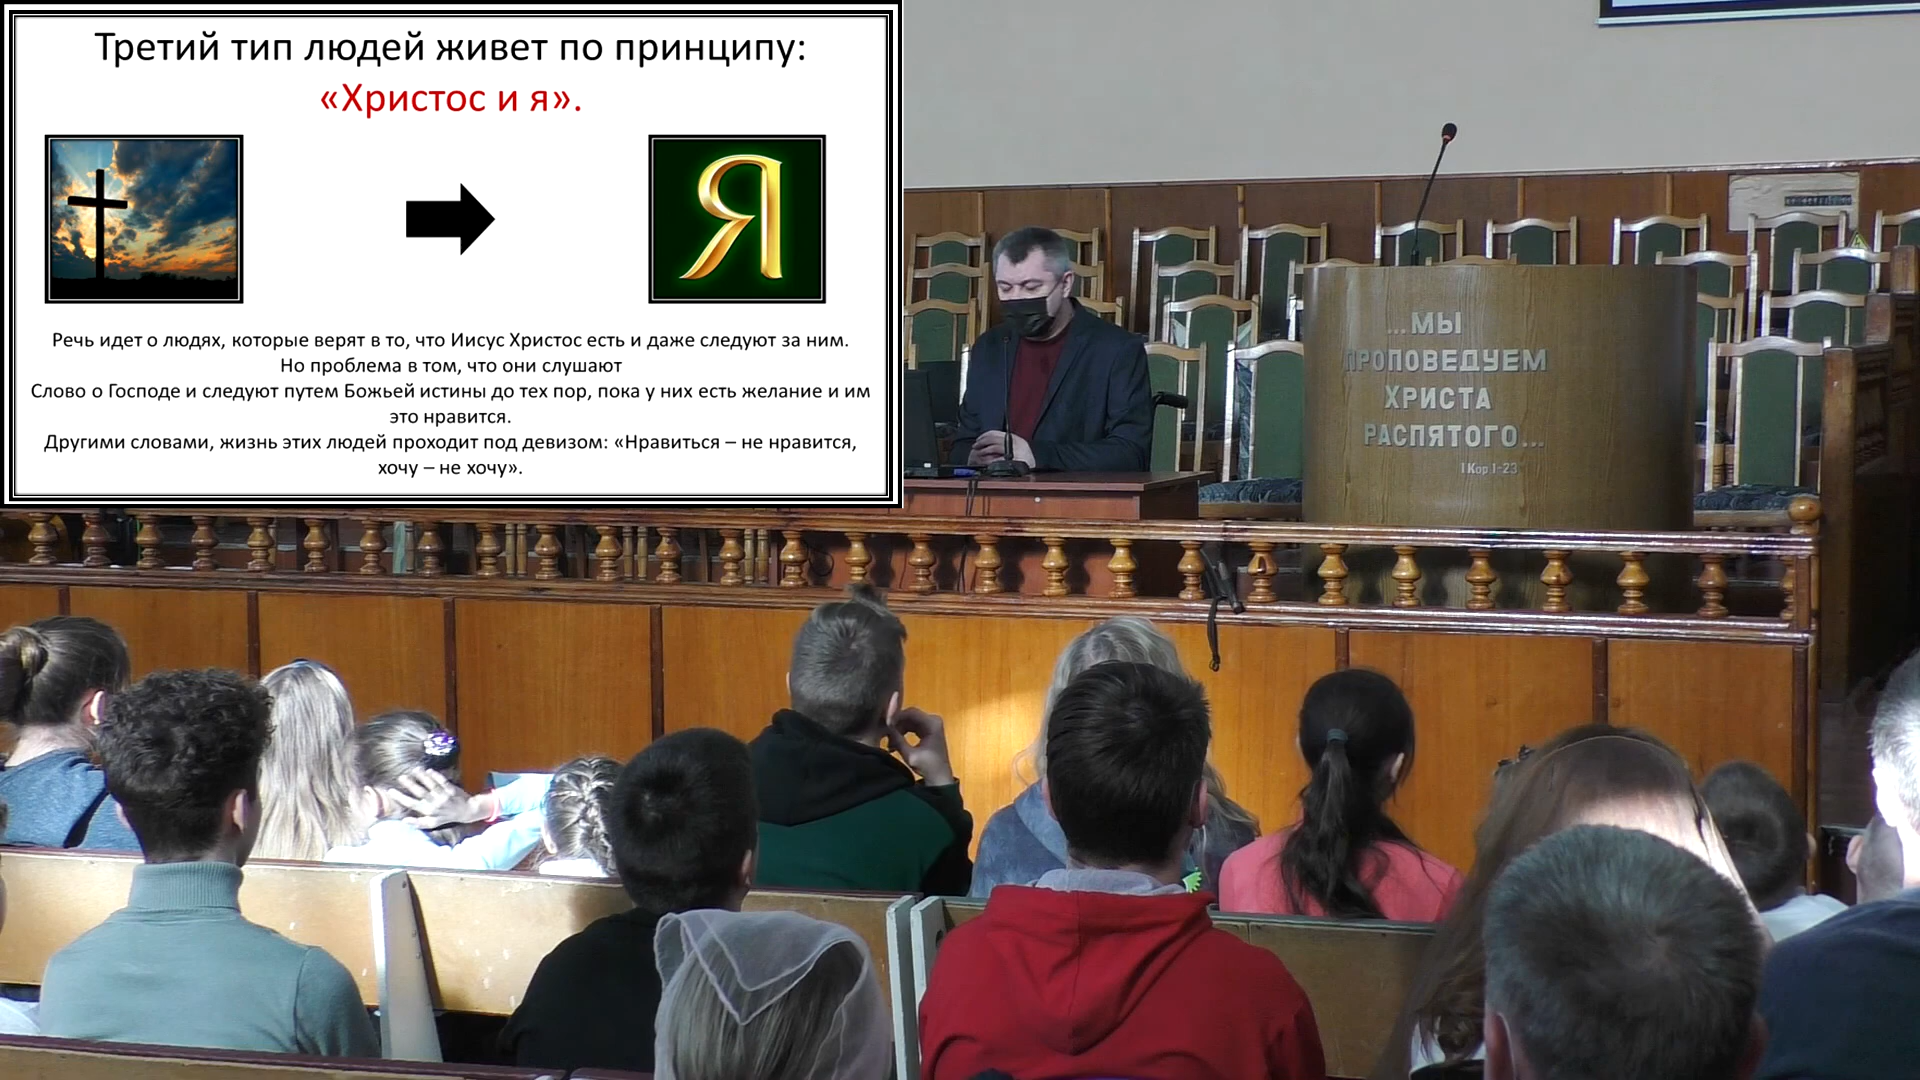 Третий тип людей живет по принципу:
«Христос и я».
Я
Речь идет о людях, которые верят в то, что Иисус Христос есть и даже следуют за ним.
Но проблема в том, что они слушают
Слово о Господе и следуют путем Божьей истины до тех пор, пока у них есть желание и им
это нравится.
Другими словами, жизнь этих людей проходит под девизом: «Нравиться – не нравится,
хочу – не хочу».
...МЫ
ПРОПОВЕДУЕМ
ХРИСТА
РАСПЯТОГО...
I Кор. 1-23